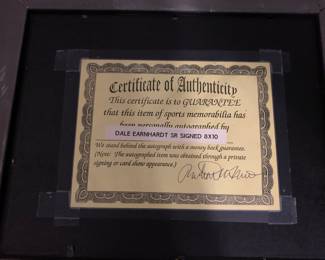 Certificate of Authenticity
This certificate is to GUARANTEE
that this item of sports memorabilia has
been personally autographed by
DALE EARNHARDT SR SIGNED 8X10
We stand behind the autograph with a money back guarantee.
(Note: The autographed item was obtained through a private
signing or card show appearance.)